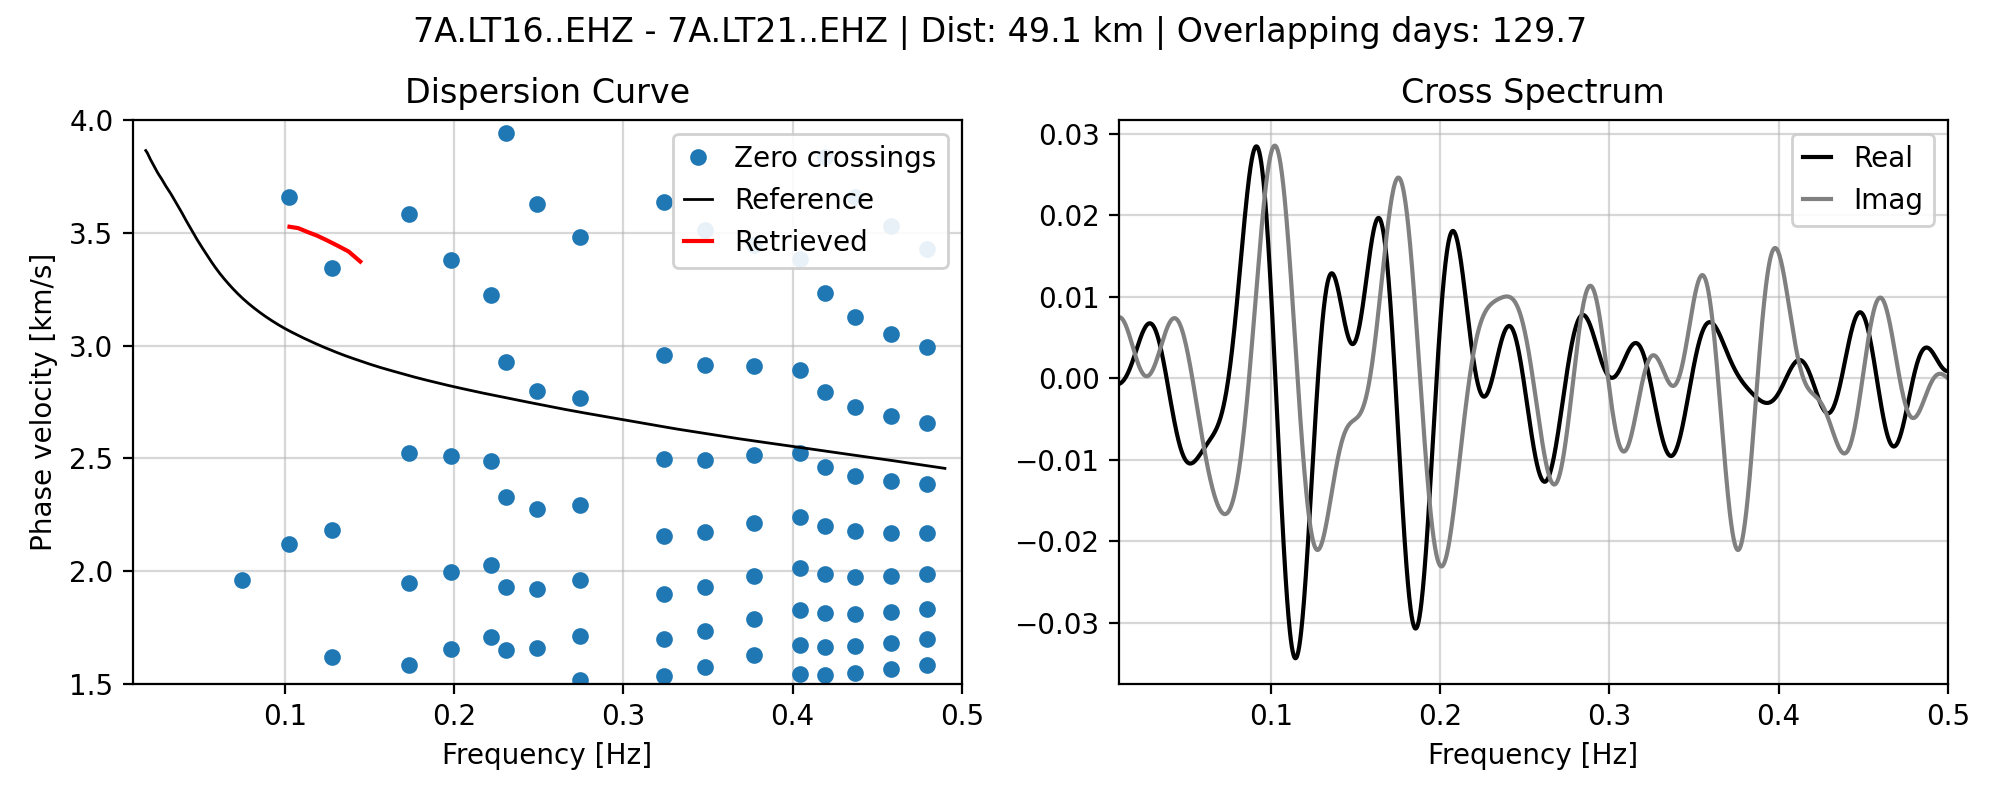 7A.LT16..EHZ - 7A.LT21..EHZ | Dist: 49.1 km | Overlapping days: 129.7
Dispersion Curve
Phase velocity [km/s]
4.0
3.5
3.0
2.5
2.0
1.5
0.1 0.2 0.3 0.4 0.5
Frequency [Hz]
Zero crossings
Reference
Retrieved
Cross Spectrum
0.03
0.02
0.01
0.00
−0.01
−0.02
−0.03
0.1 0.2 0.3 0.4 0.5
Frequency [Hz]
Real
Imag